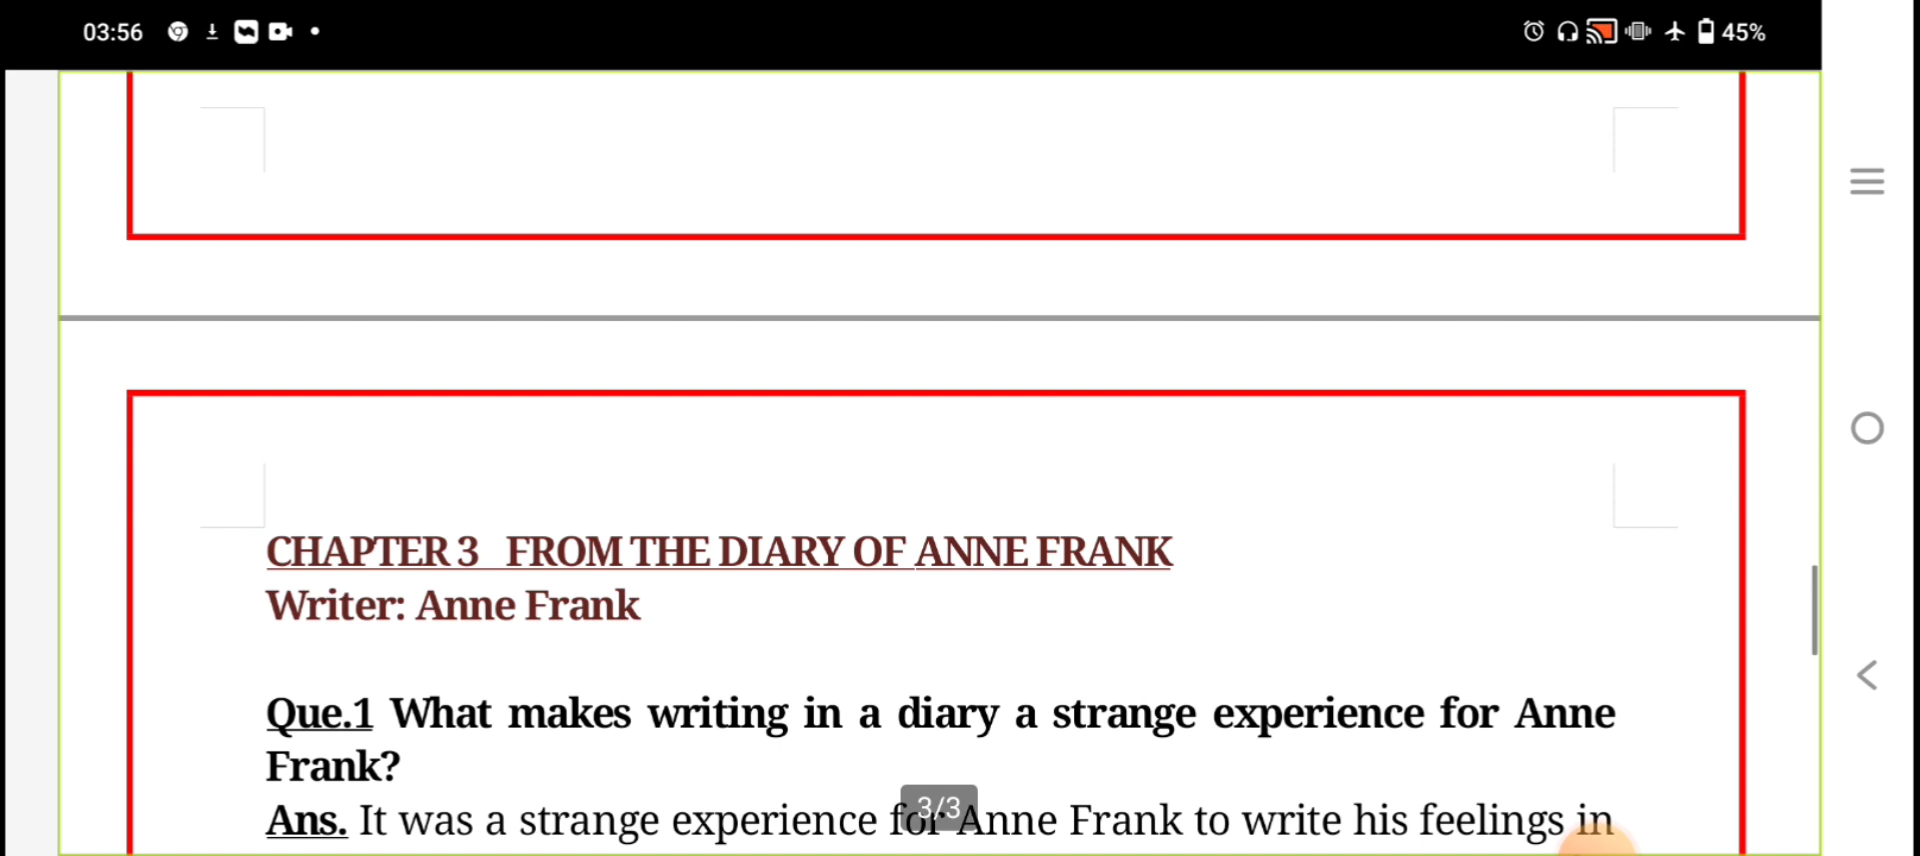 03:56
45%
CHAPTER 3 FROM THE DIARY OF ANNE FRANK
Writer: Anne Frank
Que.1 What makes writing in a diary a strange experience for Anne
Frank?
Ans. It was a strange experience for Anne Frank to write his feelings in
3/3